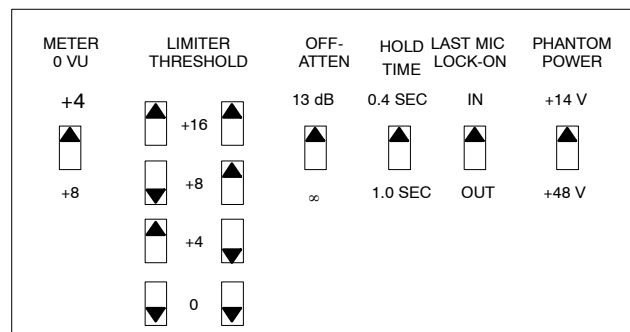 METER
0 VU
LIMITER
THRESHOLD
OFF-
ATTEN
HOLD
TIME
LAST MIC
LOCK-ON
PHANTOM
POWER
+4
13 dB
0.4 SEC
IN
+14 V
+16
+8
∞
1.0 SEC
OUT
+48 V
+8
+4
0